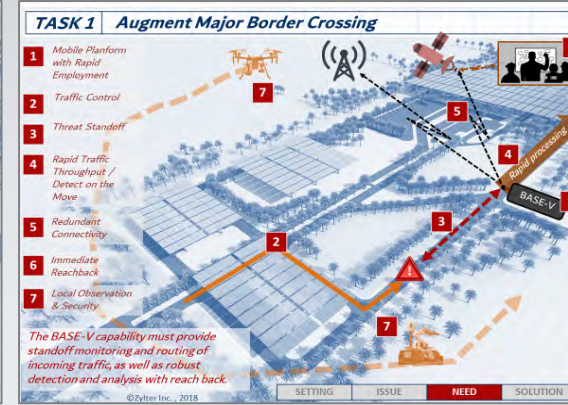 TASK 1 Augment Major Border Crossing
1 Mobile Planform
with Rapid
Employment
2 Traffic Control
3 Threat Standoff
4 Rapid Traffic
Throughput /
Detect on the
Move
5 Redundant
Connectivity
6 Immediate
Reachback
7 Local Observation
& Security
The BASE-V capability must provide
standoff monitoring and routing of
incoming traffic, as well as robust
detection and analysis with reach back.
©Zylter Inc., 2018
7
5
4
Rapid processing
BASE-V
3
2
!
7
SETTING ISSUE NEED SOLUTION